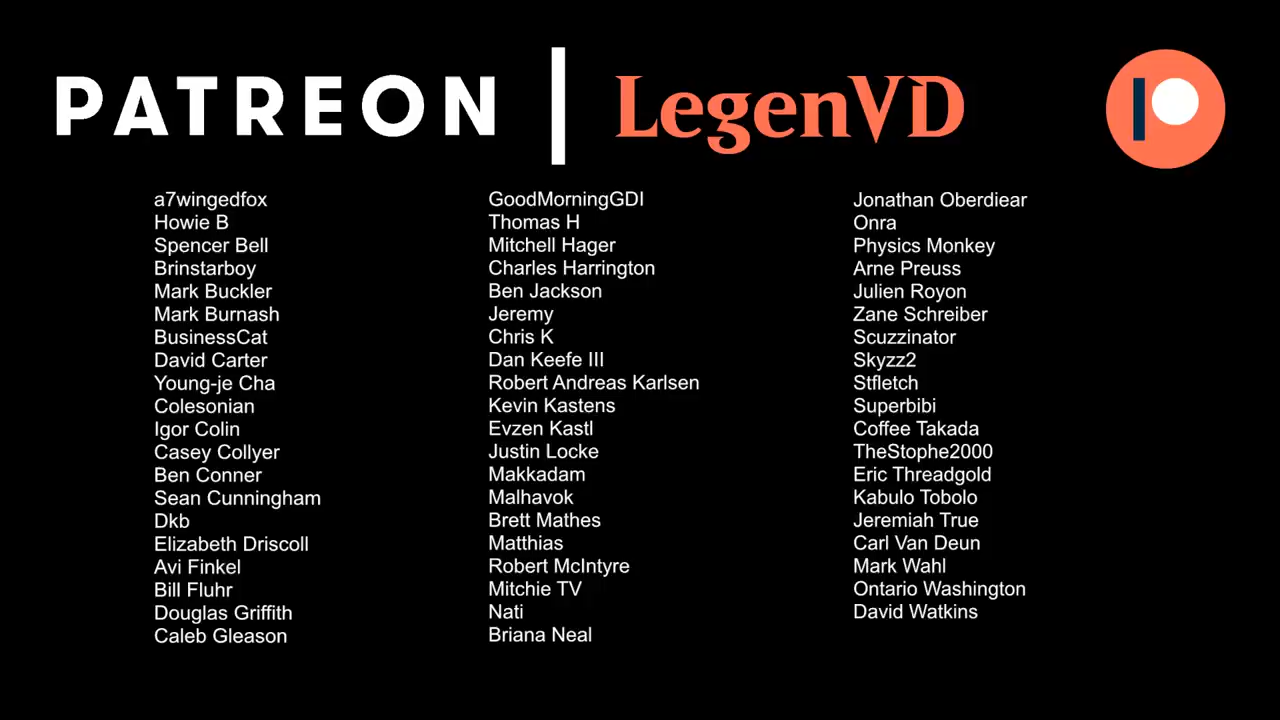 PATREON | LegenVD
a7wingedfox
Howie B
Spencer Bell
Brinstarboy
Mark Buckler
Mark Burnash
BusinessCat
David Carter
Young-je Cha
Colesonian
Igor Colin
Casey Collyer
Ben Conner
Sean Cunningham
Dkb
Elizabeth Driscoll
Avi Finkel
Bill Fluhr
Douglas Griffith
Caleb Gleason
GoodMorningGDI
Thomas H
Mitchell Hager
Charles Harrington
Ben Jackson
Jeremy
Chris K
Dan Keefe III
Robert Andreas Karlsen
Kevin Kastens
Evzen Kastl
Justin Locke
Makkadam
Malhavok
Brett Mathes
Matthias
Robert McIntyre
Mitchie TV
Nati
Briana Neal
Jonathan Oberdiear
Onra
Physics Monkey
Arne Preuss
Julien Royon
Zane Schreiber
Scuzzinator
Skyzz2
Stfletch
Superbibi
Coffee Takada
TheStophe2000
Eric Threadgold
Kabulo Tobolo
Jeremiah True
Carl Van Deun
Mark Wahl
Ontario Washington
David Watkins